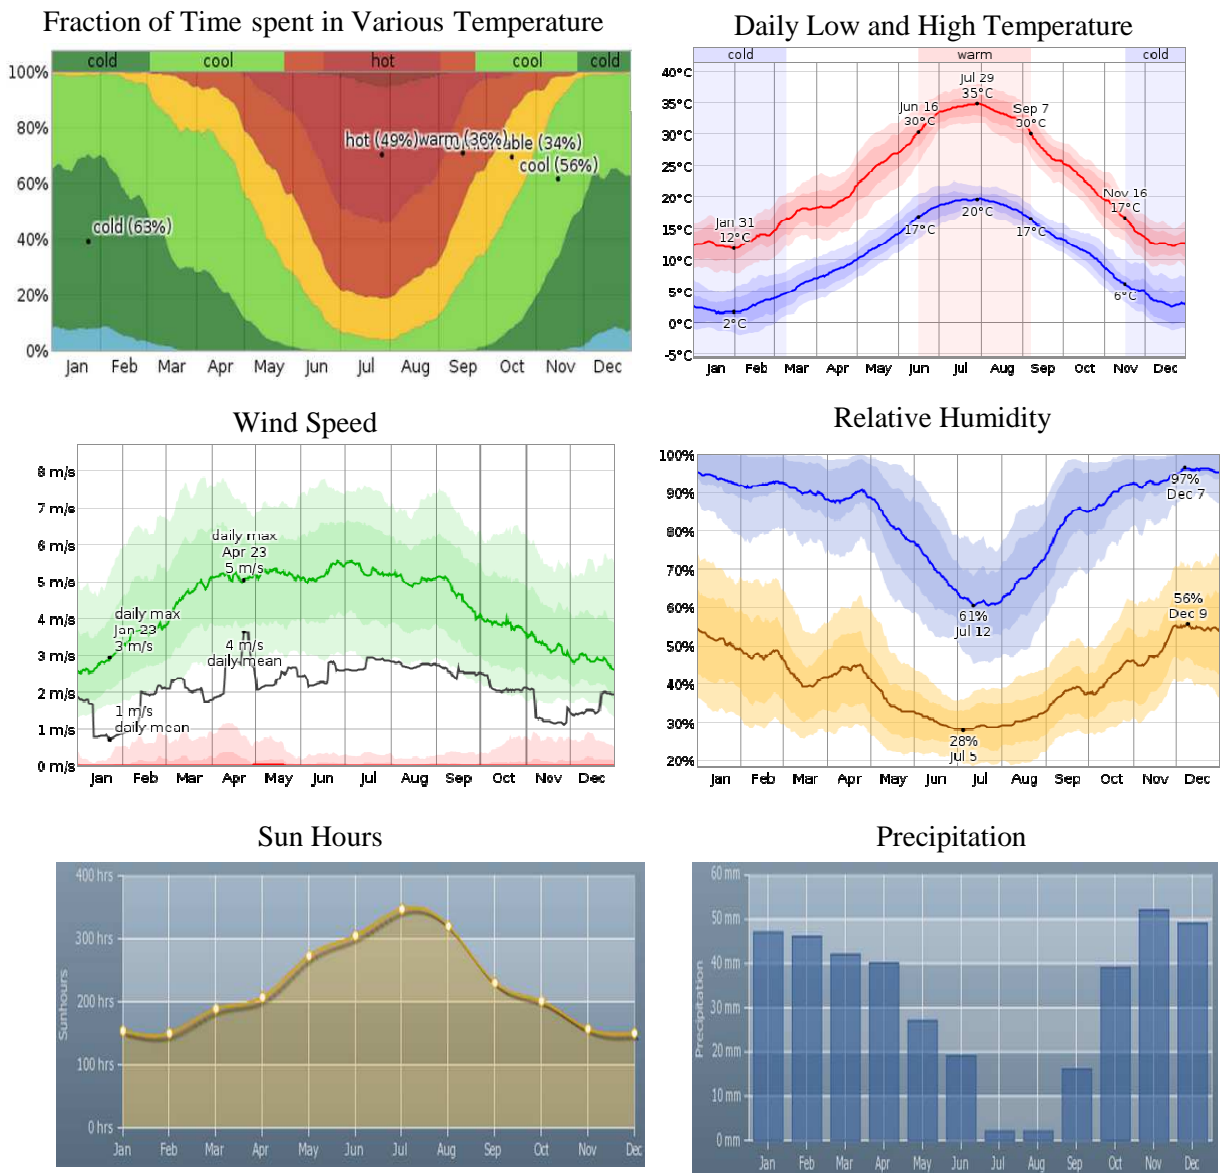 Fraction of Time spent in Various Temperature
cold cool hot cool cold
100%
80%
60%
40%
20%
0%
hot (49%)
warm (36%)
able (34%)
cool (56%)
cold (63%)
Jan Feb Mar Apr May Jun Jul Aug Sep Oct Nov Dec
Daily Low and High Temperature
cold warm cold
40°C
35°C
30°C
25°C
20°C
15°C
10°C
5°C
0°C
-5°C
Jan 31
12°C
2°C
Jun 16
30°C
17°C
Jul 29
35°C
20°C
Sep 7
30°C
17°C
Nov 16
17°C
6°C
Jan Feb Mar Apr May Jun Jul Aug Sep Oct Nov Dec
Wind Speed
8 m/s
7 m/s
6 m/s
5 m/s
4 m/s
3 m/s
2 m/s
1 m/s
0 m/s
daily max
Jan 23
3 m/s
daily max
Apr 23
5 m/s
4 m/s
daily mean
1 m/s
daily mean
Jan Feb Mar Apr May Jun Jul Aug Sep Oct Nov Dec
Relative Humidity
100%
90%
80%
70%
60%
50%
40%
30%
20%
97%
Dec 7
61%
Jul 12
56%
Dec 9
28%
Jul 5
Jan Feb Mar Apr May Jun Jul Aug Sep Oct Nov Dec
Sun Hours
400 hrs
300 hrs
200 hrs
100 hrs
0 hrs
Sunhours
Jan Feb Mar Apr May Jun Jul Aug Sep Oct Nov Dec
Precipitation
60 mm
50 mm
40 mm
30 mm
20 mm
10 mm
0 mm
Precipitation
Jan Feb Mar Apr May Jun Jul Aug Sep Oct Nov Dec